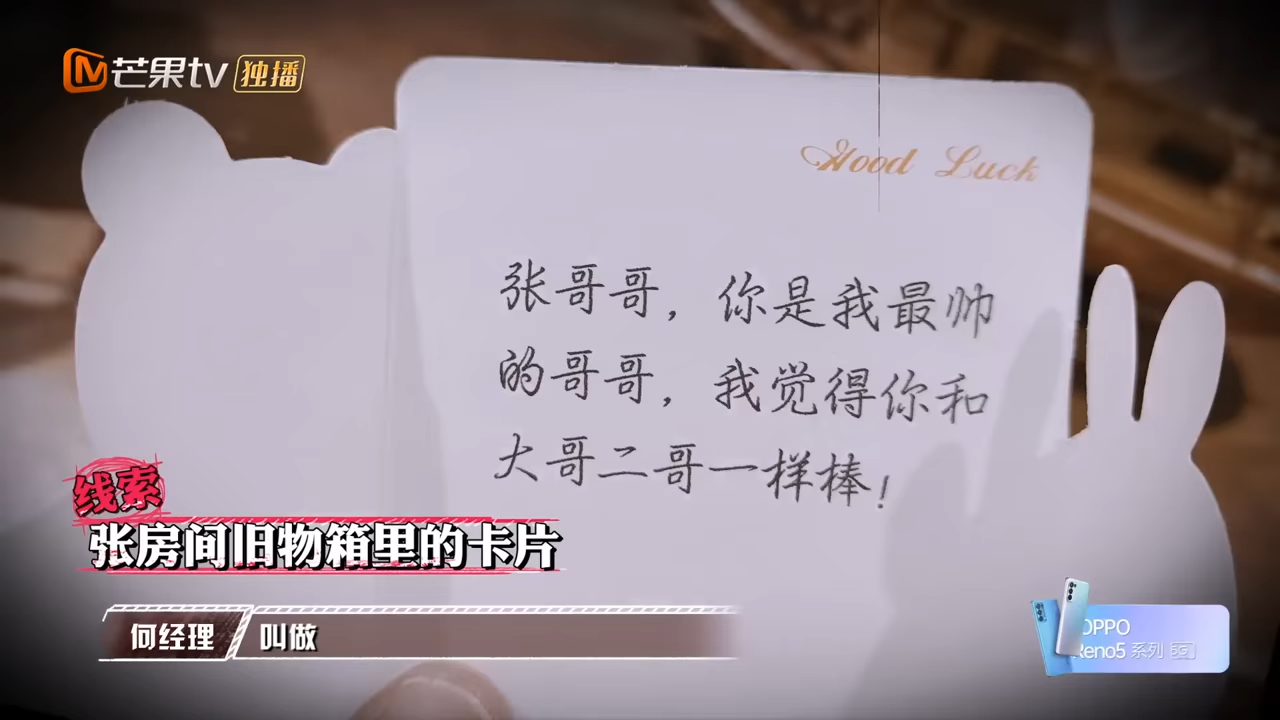 芒果tv 独播
Good Luck
张哥哥，你是我最帅
的哥哥，我觉得你和
大哥二哥一样棒！
线索
张房间旧物箱里的卡片
何经理 叫做
OPPO
Reno5 系列 5G